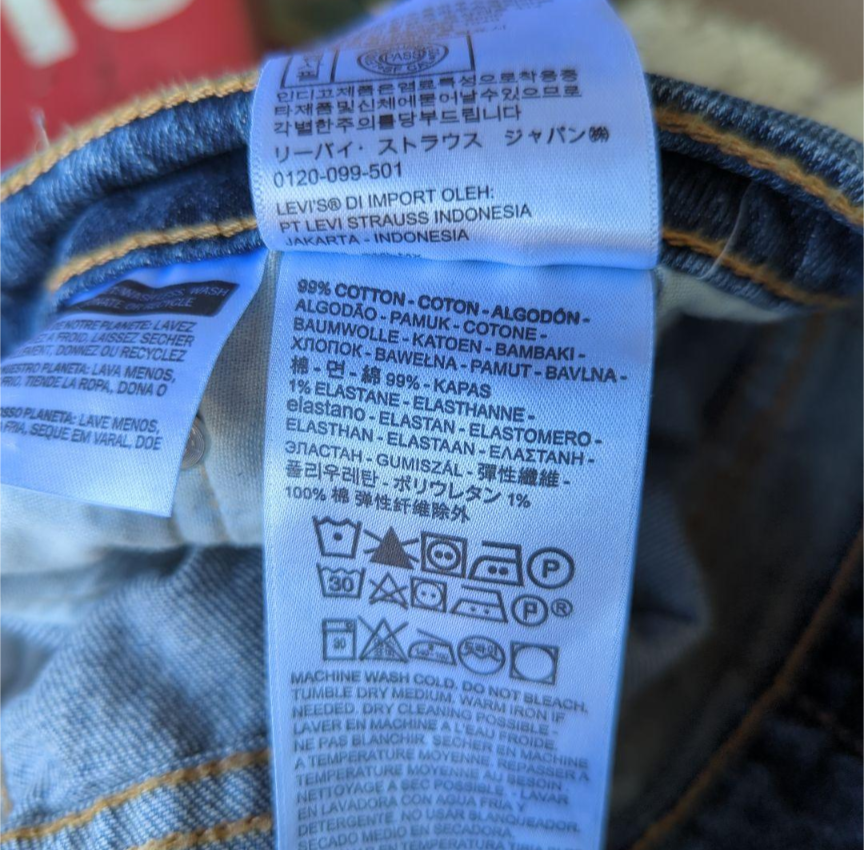 인디고제품은염료특성으로착용중
타제품및신체에묻어날수있으므로
각별한주의를당부드립니다
リーバイ・ストラウス ジャパン㈱
0120-099-501
LEVI'S® DI IMPORT OLEH:
PT LEVI STRAUSS INDONESIA
JAKARTA - INDONESIA
NOTRE PLANETE: LAVEZ
A FROID, LAISSEZ SECHER
DONNEZ OU RECYCLEZ
PLANETA: LAVA MENOS,
TIENDE LA ROPA, DONA O
PLANETA: LAVE MENOS,
SEQUE EM VARAL, DOE
99% COTTON - COTON - ALGODÓN -
ALGODÃO - PAMUK - COTONE -
BAUMWOLLE - KATOEN - BAMBAKI -
ХЛОПОК - BAWEŁNA - PAMUT - BAVLNA -
棉 - 면 - 綿 99% - KAPAS
1% ELASTANE - ELASTHANNE -
elastano - ELASTAN - ELASTOMERO -
ELASTHAN - ELASTAAN - ΕΛΑΣΤΑΝΗ -
ЭЛАСТАН - GUMISZÁL - 彈性纖維 -
폴리우레탄 - ポリウレタン 1%
100% 棉 弹性纤维除外
P
30
P ®
MACHINE WASH COLD, DO NOT BLEACH,
TUMBLE DRY MEDIUM, WARM IRON IF
NEEDED. DRY CLEANING POSSIBLE -
LAVER EN MACHINE A L'EAU FROIDE,
NE PAS BLANCHIR, SECHER EN MACHINE
A TEMPERATURE MOYENNE, REPASSER A
TEMPERATURE MOYENNE AU BESOIN
NETTOYAGE A SEC POSSIBLE - LAVAR
EN LAVADORA CON AGUA FRIA Y
DETERGENTE. NO USAR BLANQUEADOR.
SECADO MEDIO EN SECADORA.